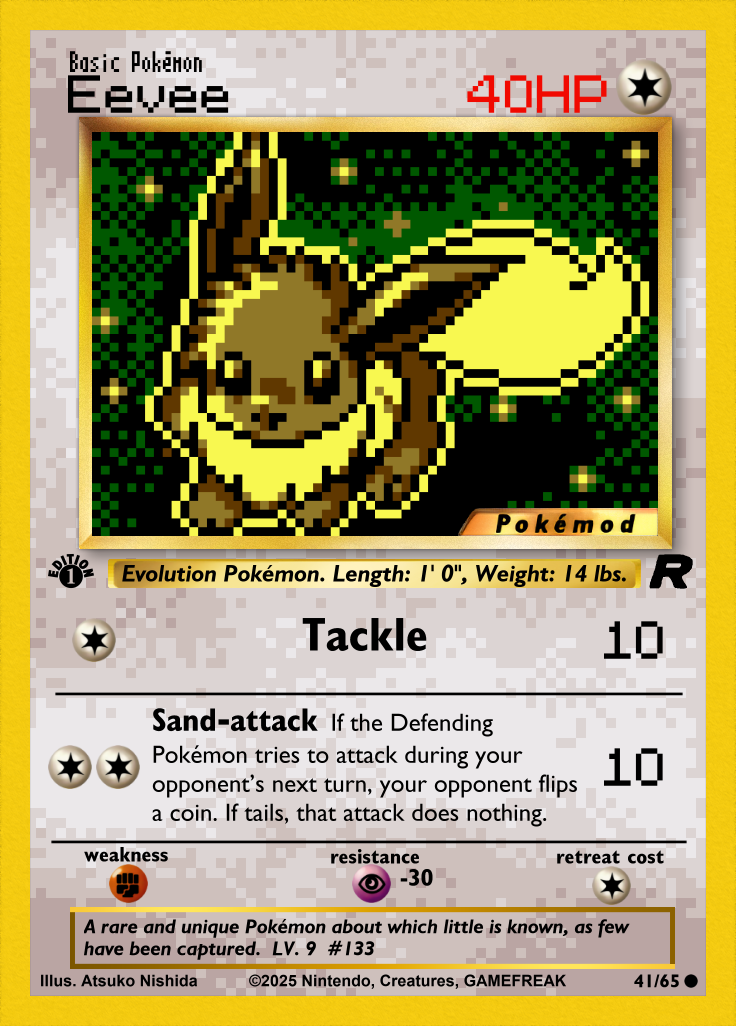 Basic Pokémon
Eevee
40HP
Pokémod
EDITION 1
Evolution Pokémon. Length: 1' 0", Weight: 14 lbs.
R
Tackle 10
Sand-attack If the Defending
Pokémon tries to attack during your
opponent's next turn, your opponent flips
a coin. If tails, that attack does nothing.
10
weakness resistance retreat cost
-30
A rare and unique Pokémon about which little is known, as few
have been captured. LV. 9 #133
Illus. Atsuko Nishida ©2025 Nintendo, Creatures, GAMEFREAK 41/65